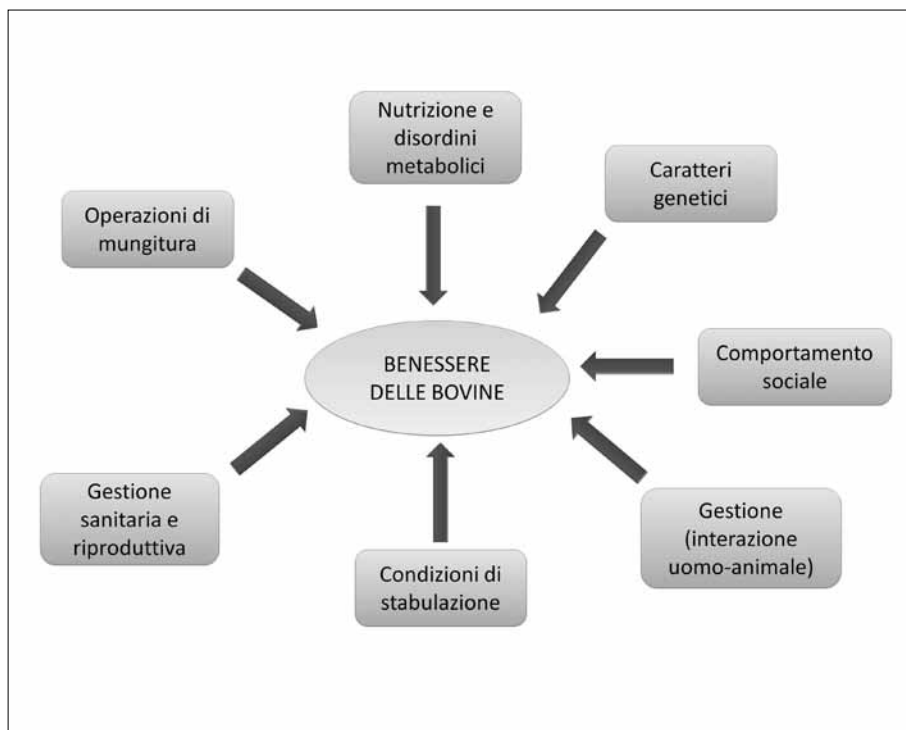 Nutrizione e
disordini
metabolici
Caratteri
genetici
Operazioni di
mungitura
BENESSERE
DELLE BOVINE
Comportamento
sociale
Gestione
sanitaria e
riproduttiva
Condizioni di
stabulazione
Gestione
(interazione
uomo-animale)